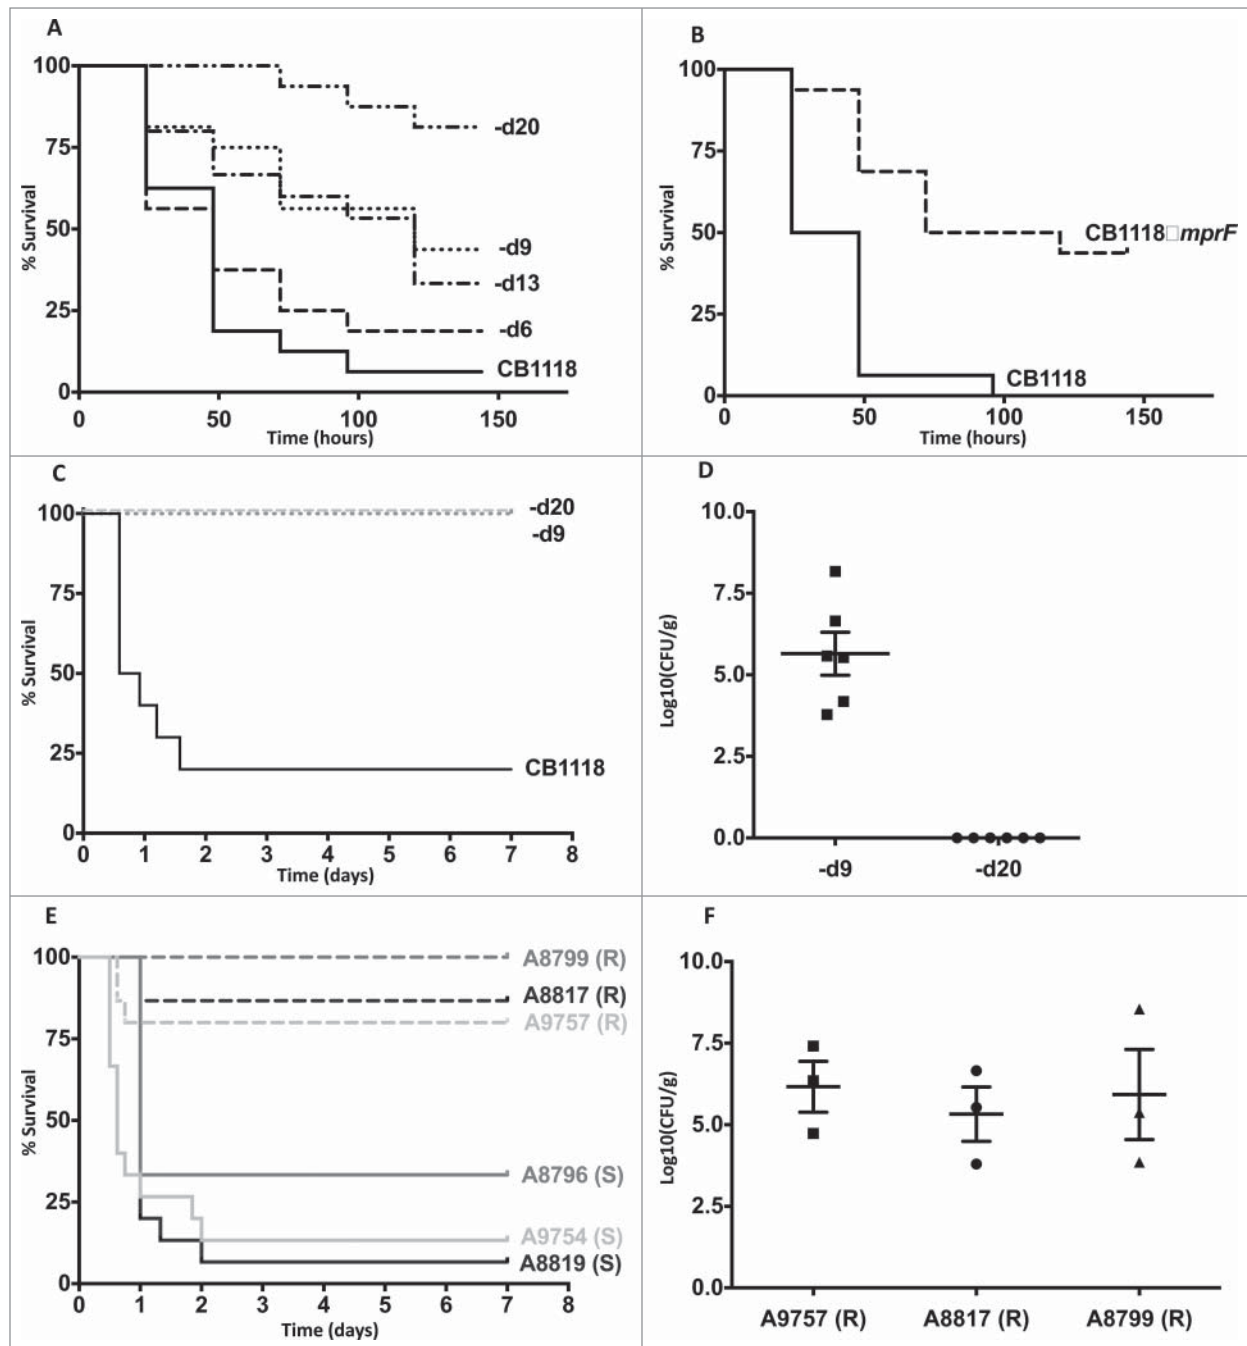 A
100
75
50
25
0
% Survival
-d20
-d9
-d13
-d6
CB1118
0 50 100 150
Time (hours)
B
100
75
50
25
0
% Survival
CB1118□mprF
CB1118
0 50 100 150
Time (hours)
C
100
75
50
25
0
% Survival
-d20
-d9
CB1118
0 1 2 3 4 5 6 7 8
Time (days)
D
10.0
7.5
5.0
2.5
0.0
Log10(CFU/g)
-d9 -d20
E
100
75
50
25
0
% Survival
A8799 (R)
A8817 (R)
A9757 (R)
A8796 (S)
A9754 (S)
A8819 (S)
0 1 2 3 4 5 6 7 8
Time (days)
F
10.0
7.5
5.0
2.5
0.0
Log10(CFU/g)
A9757 (R) A8817 (R) A8799 (R)